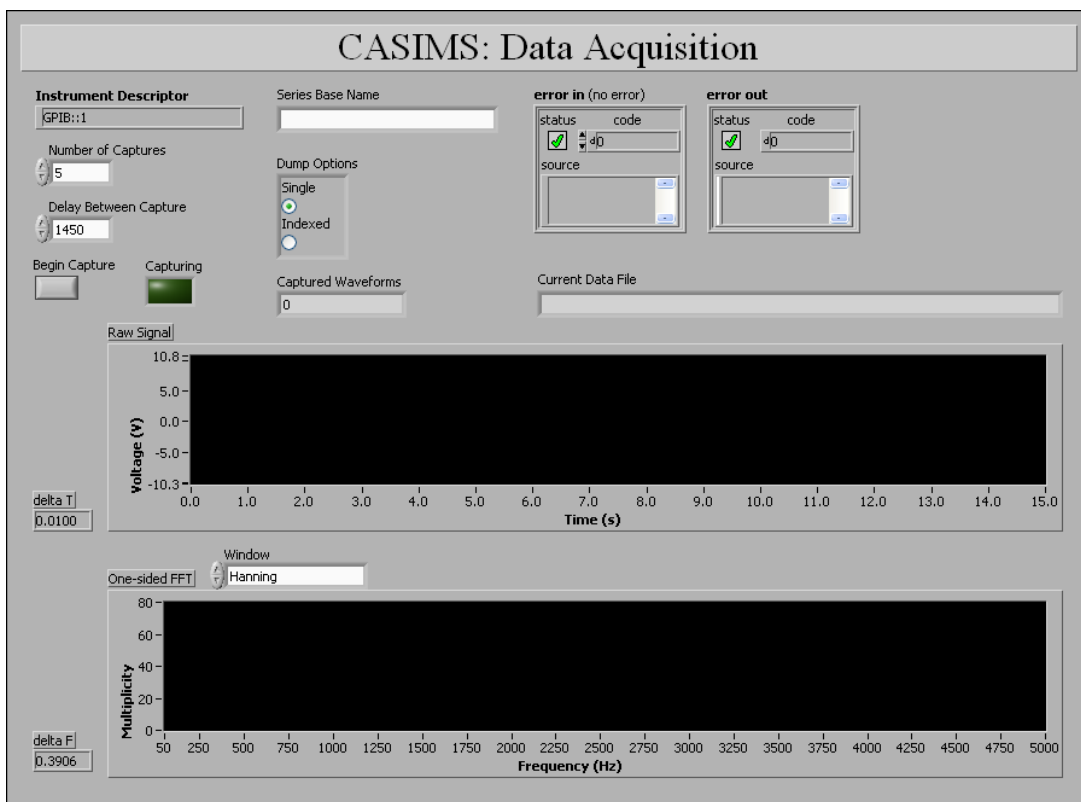 CASIMS: Data Acquisition
Instrument Descriptor
GPIB::1
Number of Captures
5
Delay Between Capture
1450
Begin Capture
Capturing
Series Base Name
Dump Options
Single
Indexed
Captured Waveforms
0
error in (no error)
status code
d0
source
error out
status code
d0
source
Current Data File
Raw Signal
10.8
5.0
0.0
-5.0
-10.3
Voltage (V)
0.0 1.0 2.0 3.0 4.0 5.0 6.0 7.0 8.0 9.0 10.0 11.0 12.0 13.0 14.0 15.0
Time (s)
delta T
0.0100
Window
Hanning
One-sided FFT
80
60
40
20
0
Multiplicity
50 250 500 750 1000 1250 1500 1750 2000 2250 2500 2750 3000 3250 3500 3750 4000 4250 4500 4750 5000
Frequency (Hz)
delta F
0.3906